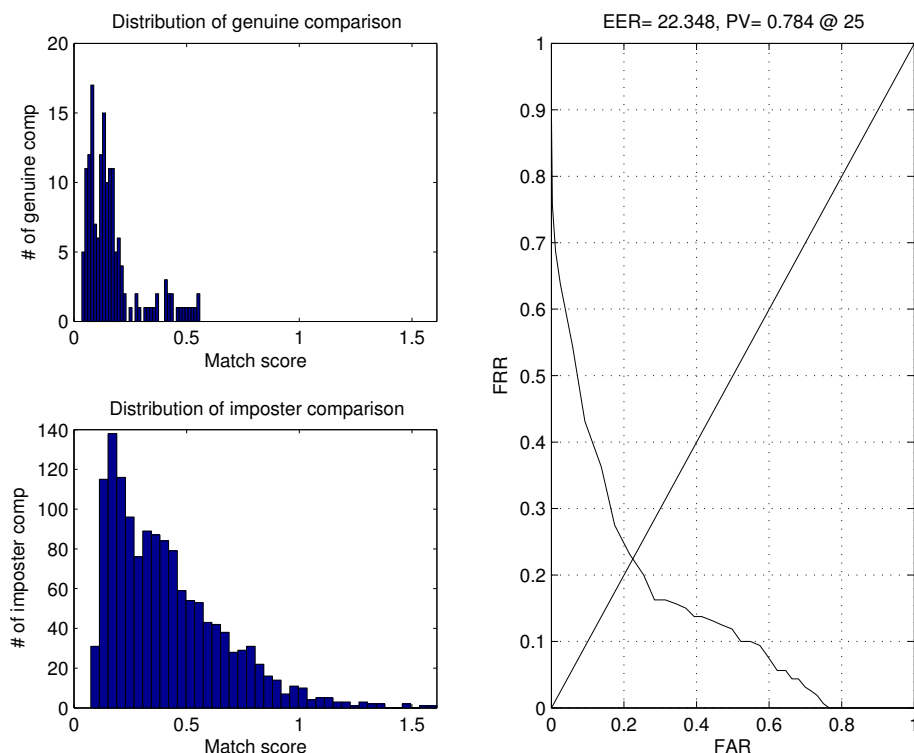 Distribution of genuine comparison
20
15
10
5
0
# of genuine comp
0 0.5 1 1.5
Match score
Distribution of imposter comparison
140
120
100
80
60
40
20
0
# of imposter comp
0 0.5 1 1.5
Match score
EER= 22.348, PV= 0.784 @ 25
1
0.9
0.8
0.7
0.6
0.5
0.4
0.3
0.2
0.1
0
FRR
0 0.2 0.4 0.6 0.8 1
FAR